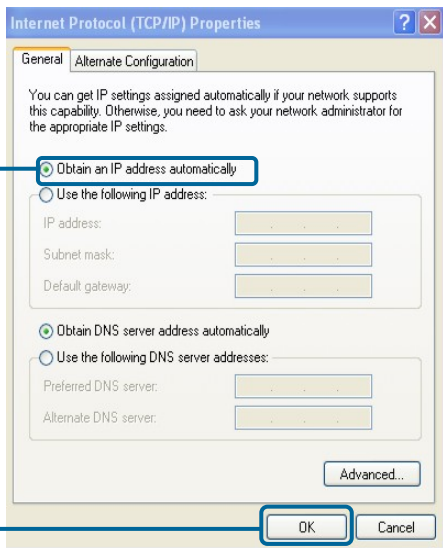 Internet Protocol (TCP/IP) Properties
General Alternate Configuration
You can get IP settings assigned automatically if your network supports
this capability. Otherwise, you need to ask your network administrator for
the appropriate IP settings.
Obtain an IP address automatically
Use the following IP address:
IP address:
Subnet mask:
Default gateway:
Obtain DNS server address automatically
Use the following DNS server addresses:
Preferred DNS server:
Alternate DNS server:
Advanced...
OK Cancel